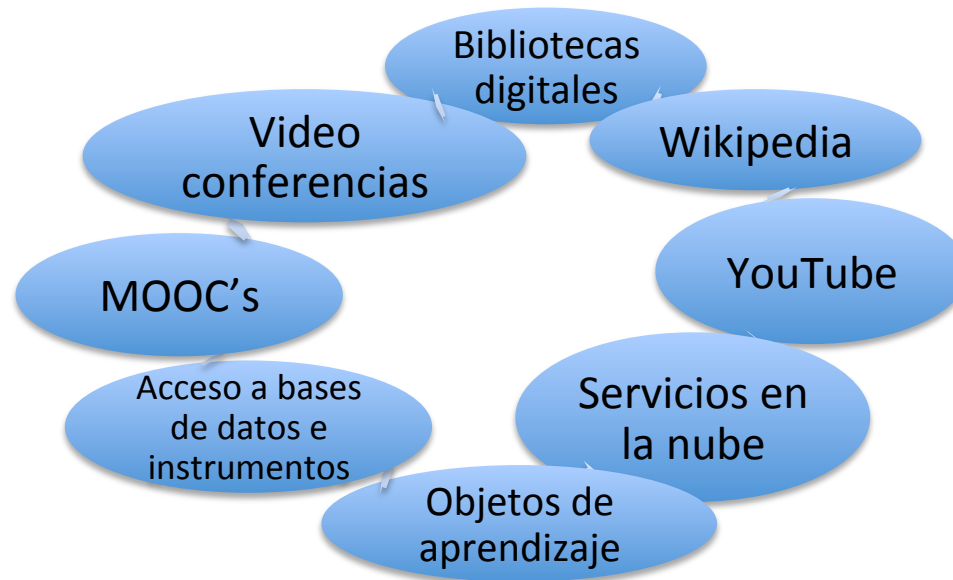 Bibliotecas
digitales
Wikipedia
YouTube
Servicios en
la nube
Objetos de
aprendizaje
Acceso a bases
de datos e
instrumentos
MOOC’s
Video
conferencias